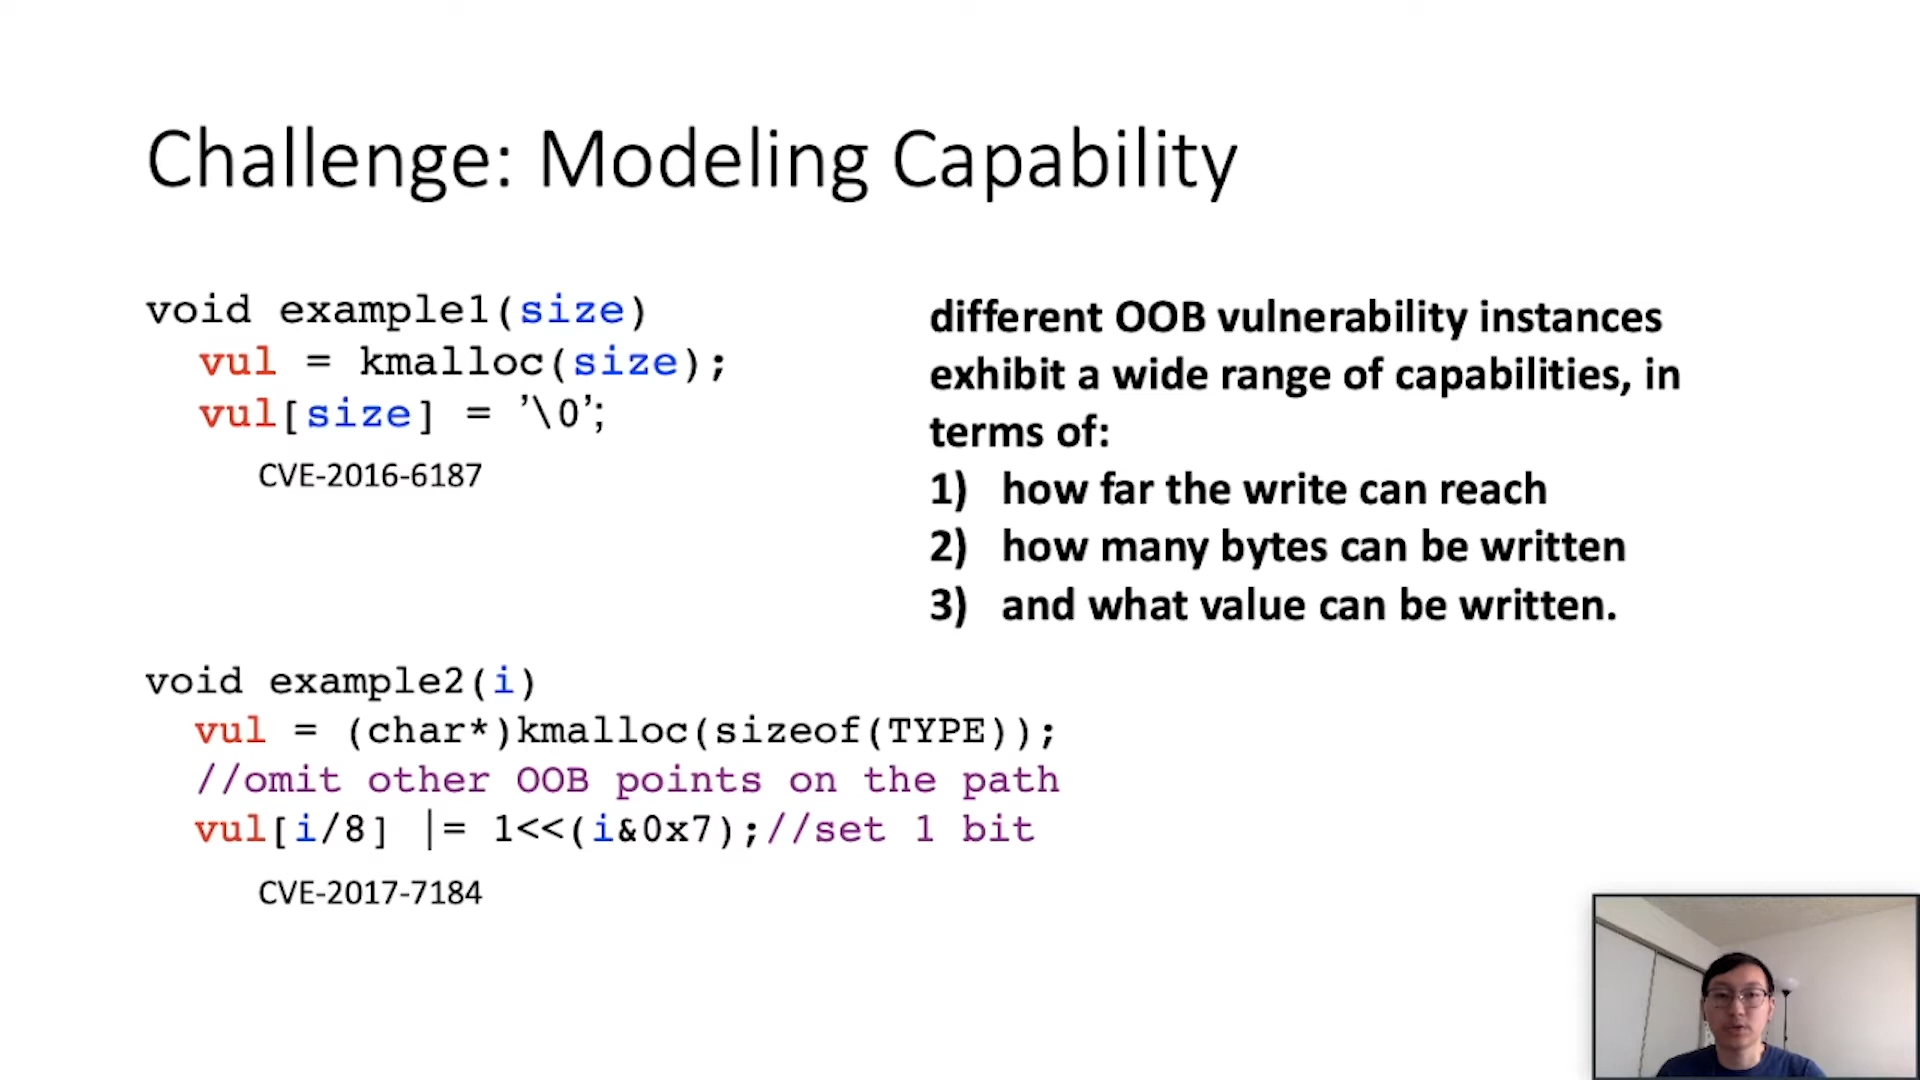 Challenge: Modeling Capability
void example1(size)
vul = kmalloc(size);
vul[size] = ’\0’;
CVE-2016-6187
different OOB vulnerability instances
exhibit a wide range of capabilities, in
terms of:
1) how far the write can reach
2) how many bytes can be written
3) and what value can be written.
void example2(i)
vul = (char*)kmalloc(sizeof(TYPE));
//omit other OOB points on the path
vul[i/8] |= 1<<(i&0x7);//set 1 bit
CVE-2017-7184